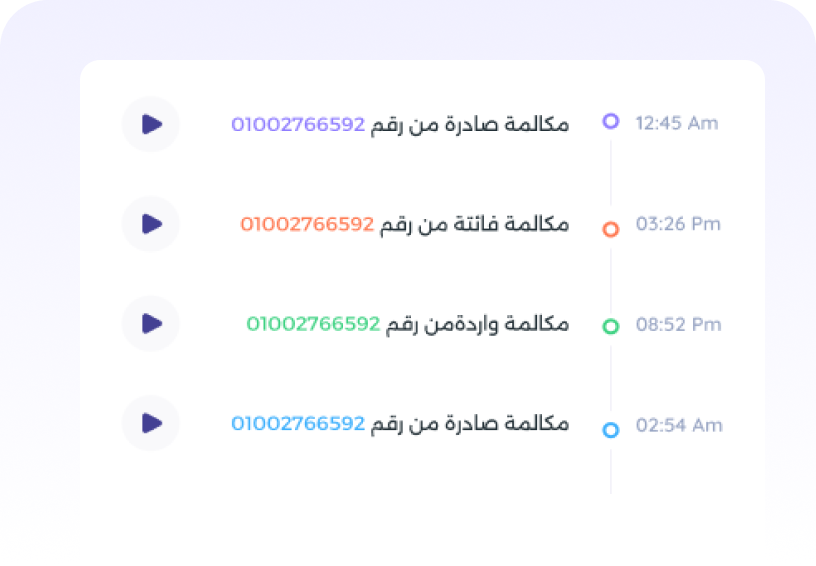 12:45 Am مكالمة صادرة من رقم 01002766592
03:26 Pm مكالمة فائتة من رقم 01002766592
08:52 Pm مكالمة واردةمن رقم 01002766592
02:54 Am مكالمة صادرة من رقم 01002766592